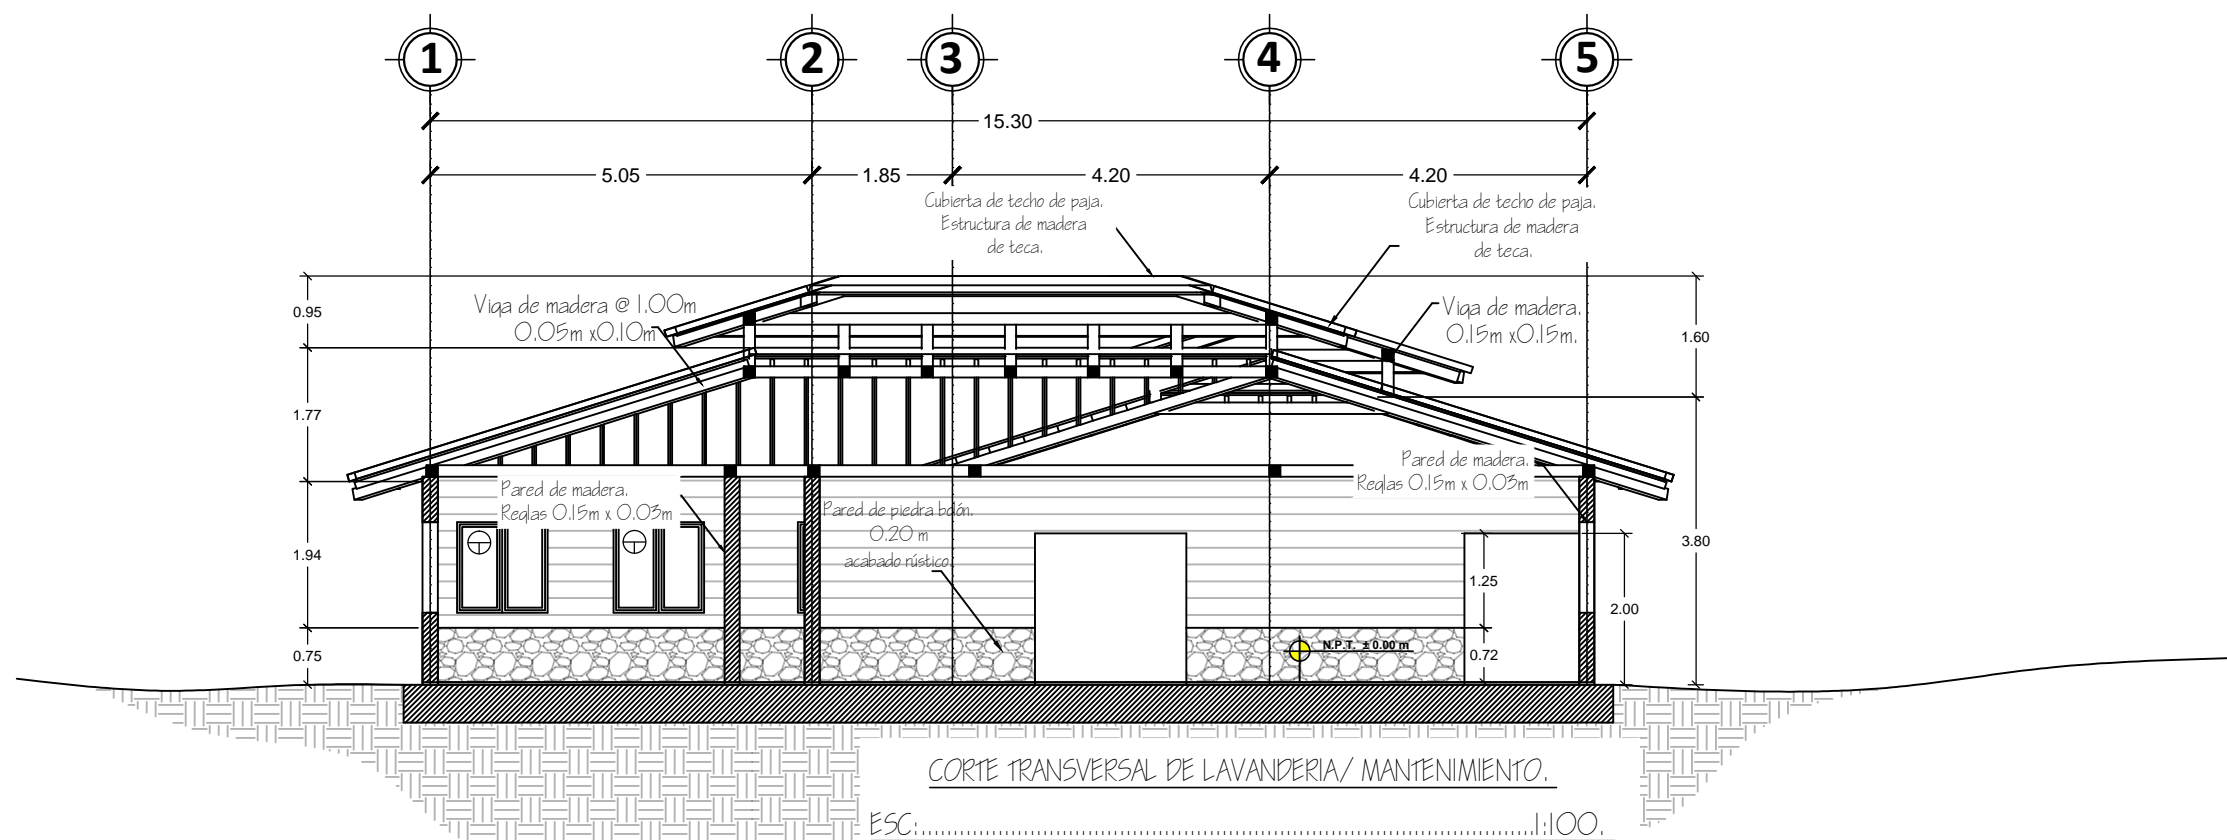 1 2 3 4 5
15.30
5.05 1.85 4.20 4.20
Cubierta de techo de paja.
Estructura de madera
de teca.
Cubierta de techo de paja.
Estructura de madera
de teca.
Viga de madera @ 1.00m
0.05m x0.10m
Viga de madera.
0.15m x0.15m.
0.95
1.77
1.94
0.75
1.60
3.80
Pared de madera.
Reglas 0.15m x 0.03m
Pared de piedra bolón.
0.20 m
acabado rústico.
Pared de madera.
Reglas 0.15m x 0.03m
1.25
2.00
0.72
N.P.T. ±0.00 m
CORTE TRANSVERSAL DE LAVANDERIA/ MANTENIMIENTO.
ESC:..........................................................................................1:100.